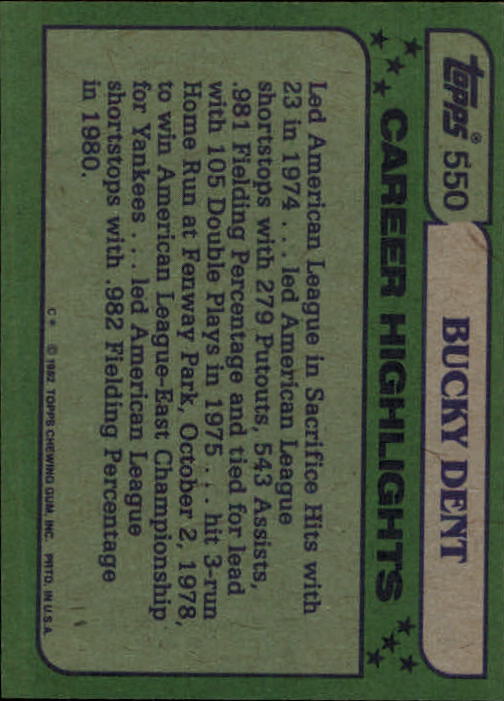 Topps® 550
BUCKY DENT
CAREER HIGHLIGHTS
Led American League in Sacrifice Hits with
23 in 1974 . . . led American League
shortstops with 279 Putouts, 543 Assists,
.981 Fielding Percentage and tied for lead
with 105 Double Plays in 1975 . . . hit 3-run
Home Run at Fenway Park, October 2, 1978,
to win American League-East Championship
for Yankees . . . led American League
shortstops with .982 Fielding Percentage
in 1980.
C* © 1982 TOPPS CHEWING GUM, INC. PRTD. IN U.S.A.